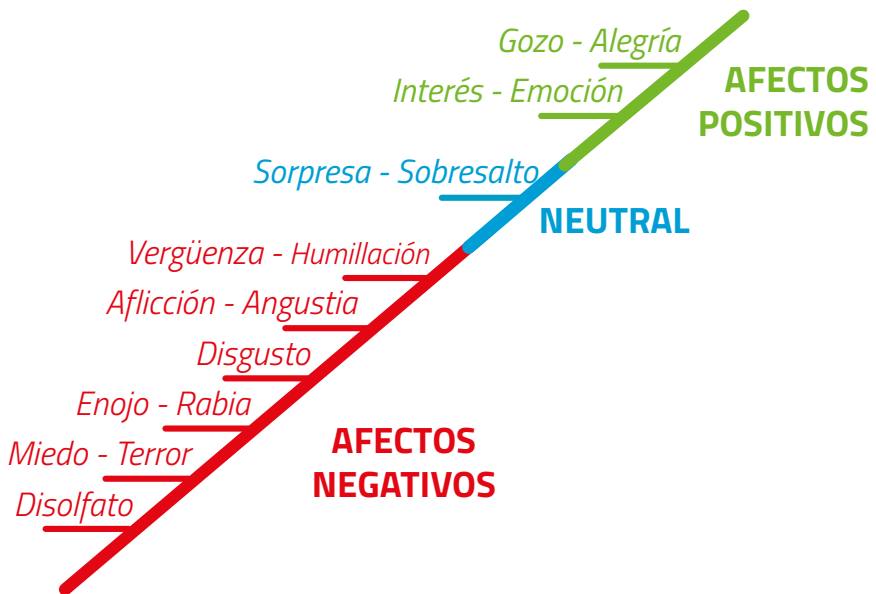 Gozo - Alegría
Interés - Emoción
AFECTOS
POSITIVOS
Sorpresa - Sobresalto
NEUTRAL
Vergüenza - Humillación
Aflicción - Angustia
Disgusto
Enojo - Rabia
Miedo - Terror
Disolfato
AFECTOS
NEGATIVOS